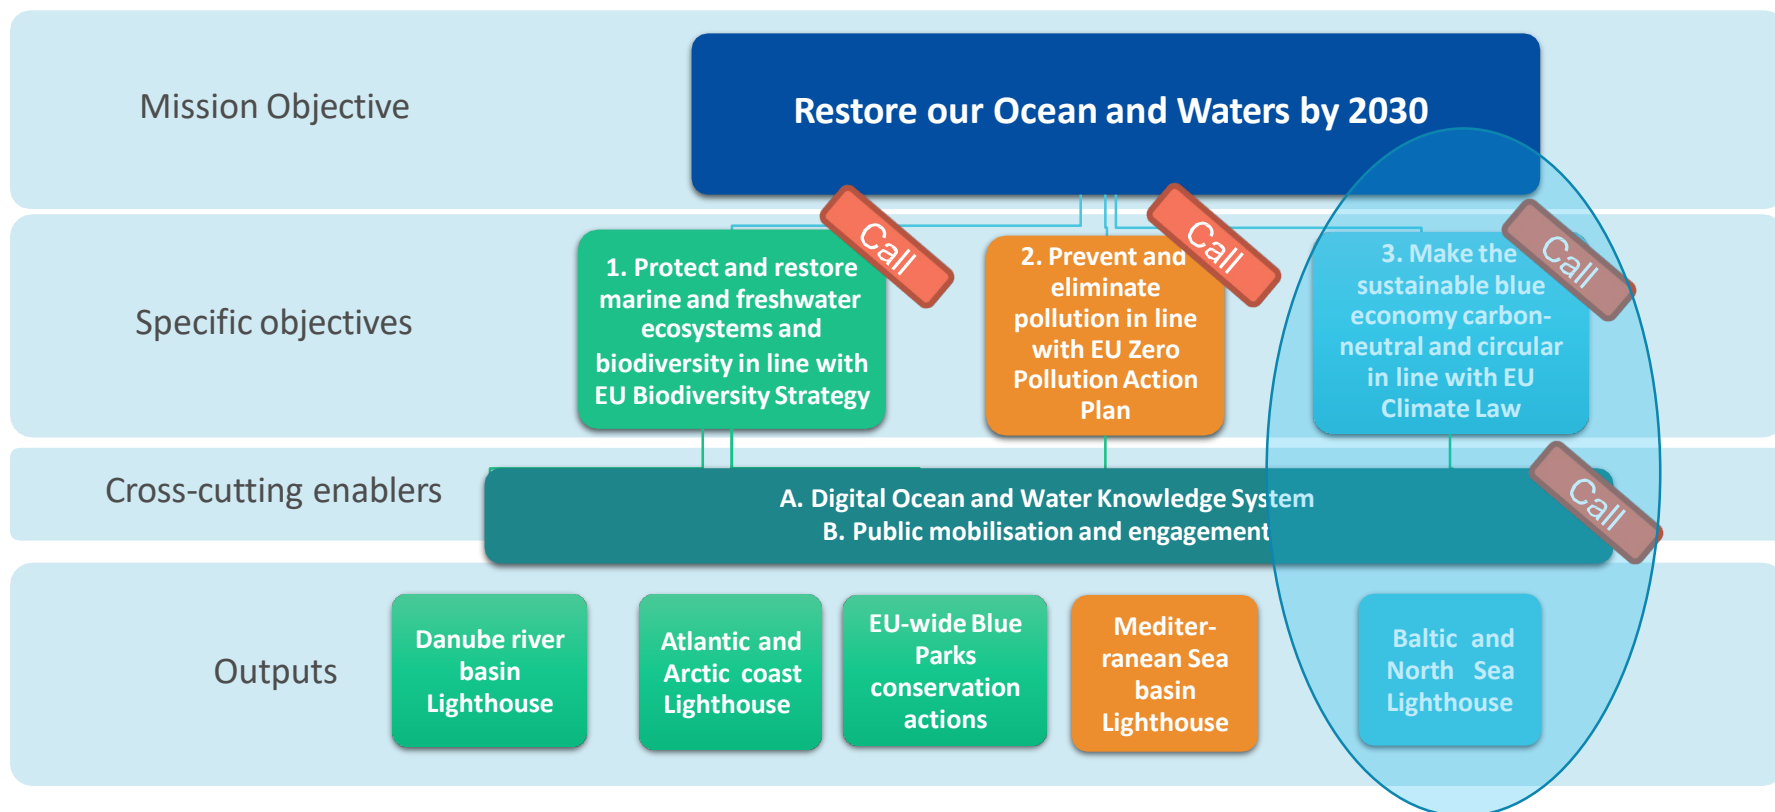 Mission Objective
Restore our Ocean and Waters by 2030
Specific objectives
1. Protect and restore
marine and freshwater
ecosystems and
biodiversity in line with
EU Biodiversity Strategy
Call
2. Prevent and
eliminate
pollution in line
with EU Zero
Pollution Action
Plan
Call
3. Make the
sustainable blue
economy carbon-
neutral and circular
in line with EU
Climate Law
Call
Cross-cutting enablers
A. Digital Ocean and Water Knowledge System
B. Public mobilisation and engagement
Call
Outputs
Danube river
basin
Lighthouse
Atlantic and
Arctic coast
Lighthouse
EU-wide Blue
Parks
conservation
actions
Mediter-
ranean Sea
basin
Lighthouse
Baltic and
North Sea
Lighthouse